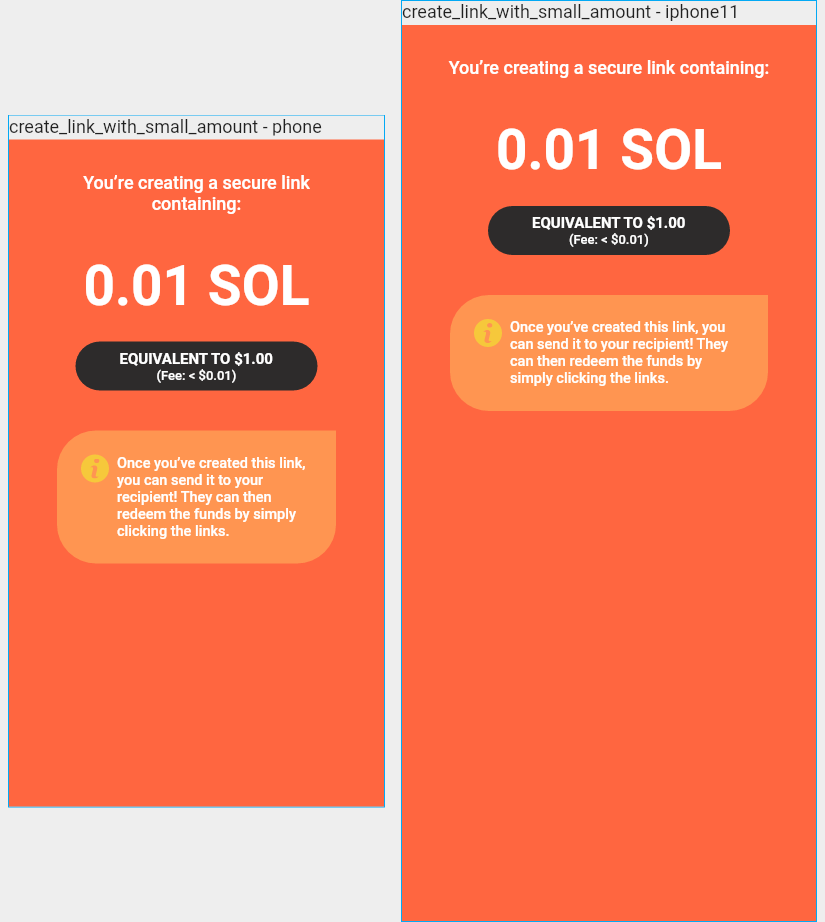 create_link_with_small_amount - phone
You’re creating a secure link
containing:
0.01 SOL
EQUIVALENT TO $1.00
(Fee: < $0.01)
i
Once you’ve created this link,
you can send it to your
recipient! They can then
redeem the funds by simply
clicking the links.
create_link_with_small_amount - iphone11
You’re creating a secure link containing:
0.01 SOL
EQUIVALENT TO $1.00
(Fee: < $0.01)
i
Once you’ve created this link, you
can send it to your recipient! They
can then redeem the funds by
simply clicking the links.